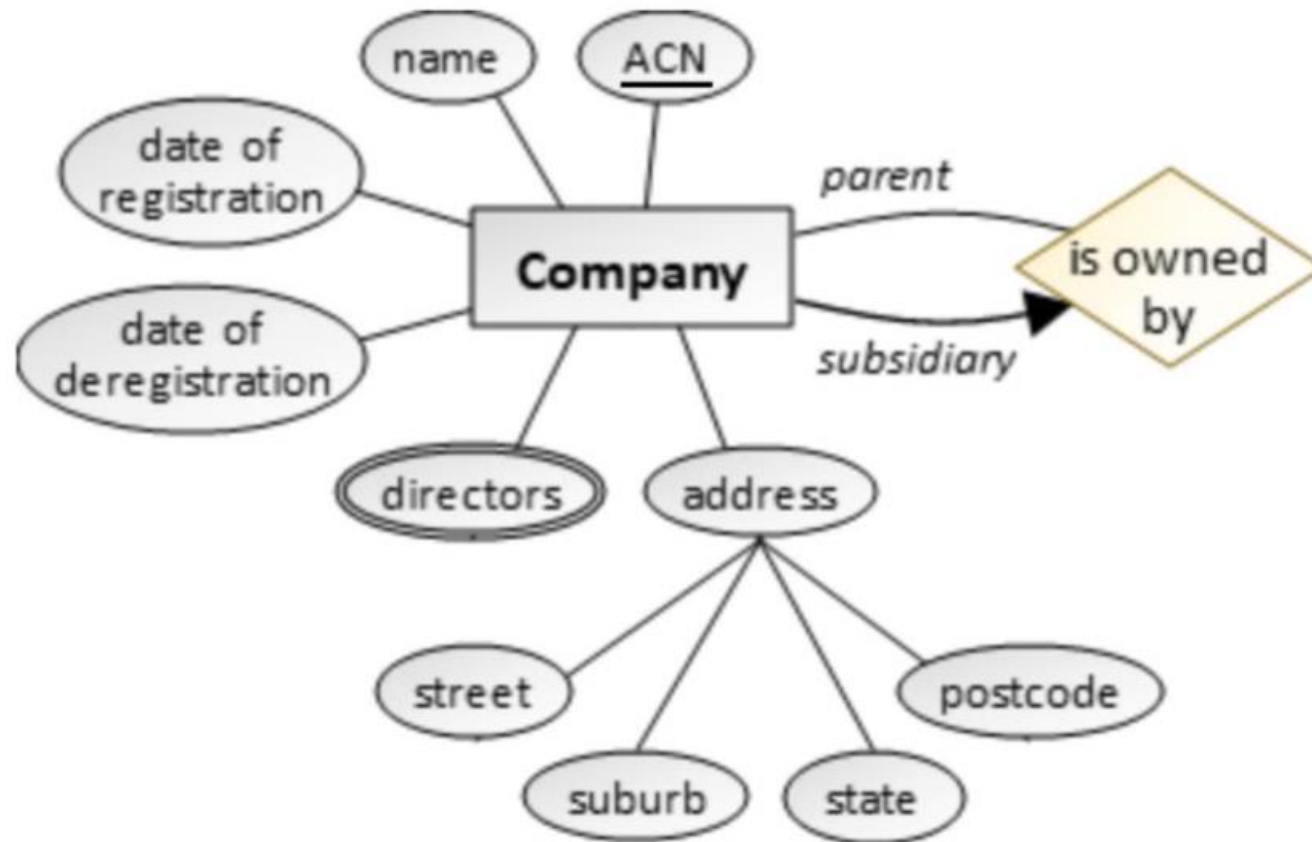 name
ACN
date of
registration
parent
Company
is owned
by
date of
deregistration
subsidiary
directors
address
street
postcode
suburb
state